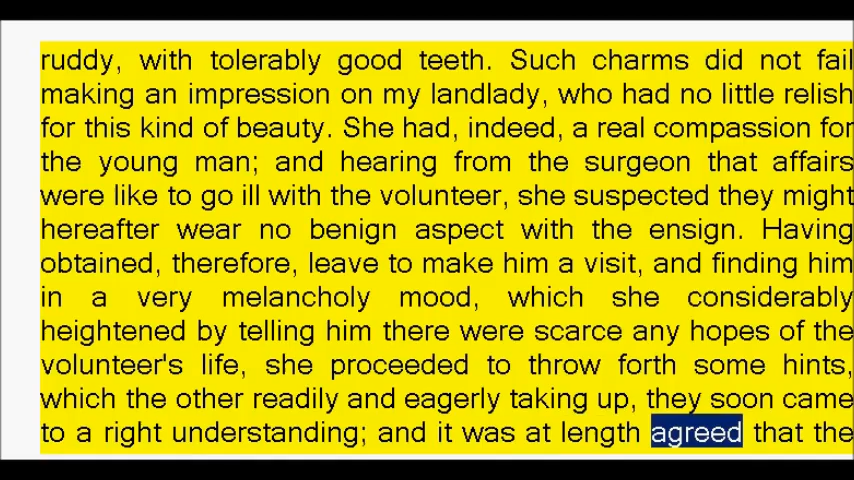 ruddy, with tolerably good teeth. Such charms did not fail
making an impression on my landlady, who had no little relish
for this kind of beauty. She had, indeed, a real compassion for
the young man; and hearing from the surgeon that affairs
were like to go ill with the volunteer, she suspected they might
hereafter wear no benign aspect with the ensign. Having
obtained, therefore, leave to make him a visit, and finding him
in a very melancholy mood, which she considerably
heightened by telling him there were scarce any hopes of the
volunteer's life, she proceeded to throw forth some hints,
which the other readily and eagerly taking up, they soon came
to a right understanding; and it was at length agreed that the